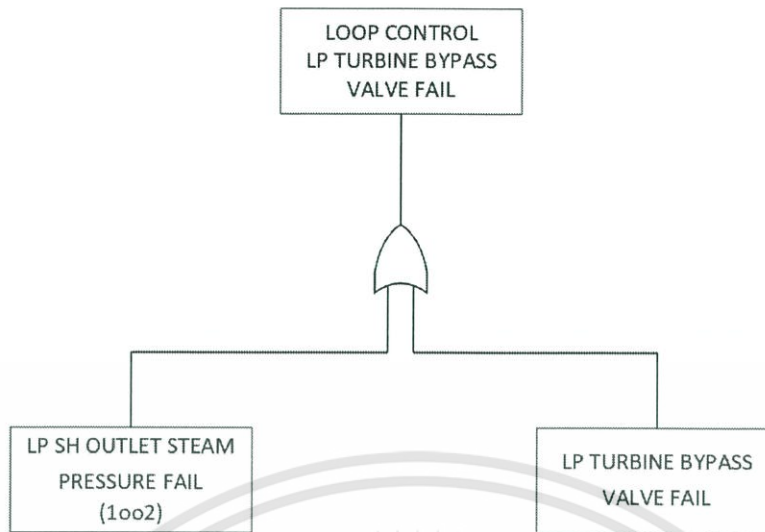 LOOP CONTROL
LP TURBINE BYPASS
VALVE FAIL
LP SH OUTLET STEAM
PRESSURE FAIL
(1oo2)
LP TURBINE BYPASS
VALVE FAIL